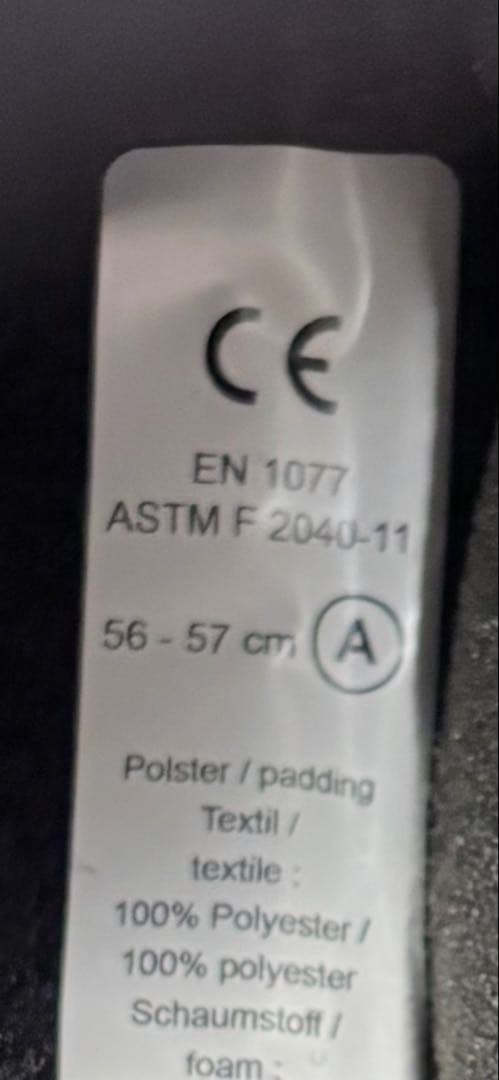 CE
EN 1077
ASTM F 2040-11
56 - 57 cm A
Polster / padding
Textil /
textile :
100% Polyester /
100% polyester
Schaumstoff /
foam :